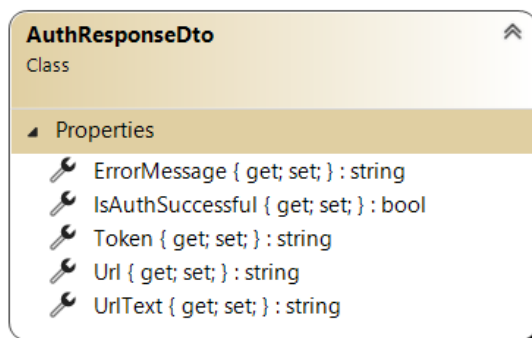 AuthResponseDto
Class
Properties
ErrorMessage { get; set; } : string
IsAuthSuccessful { get; set; } : bool
Token { get; set; } : string
Url { get; set; } : string
UrlText { get; set; } : string